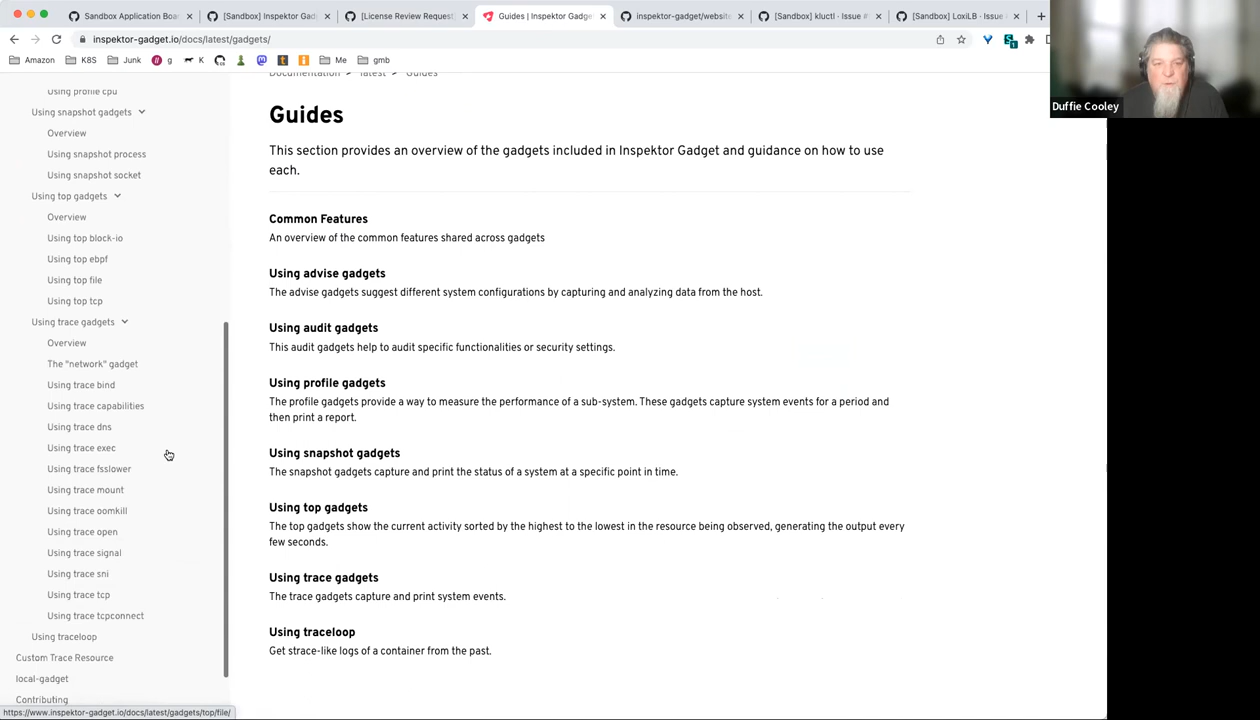 Sandbox Application Boa
[Sandbox] Inspektor Gad
[License Review Request]
Guides | Inspektor Gadge
inspektor-gadget/website
[Sandbox] kluctl · Issue #
[Sandbox] LoxiLB · Issue
inspektor-gadget.io/docs/latest/gadgets/
Amazon
K8S
Junk
g
K
Me
gmb
Duffie Cooley
Documentation > latest > Guides
Using profile cpu
Using snapshot gadgets
Overview
Using snapshot process
Using snapshot socket
Using top gadgets
Overview
Using top block-io
Using top ebpf
Using top file
Using top tcp
Using trace gadgets
Overview
The "network" gadget
Using trace bind
Using trace capabilities
Using trace dns
Using trace exec
Using trace fsslower
Using trace mount
Using trace oomkill
Using trace open
Using trace signal
Using trace sni
Using trace tcp
Using trace tcpconnect
Using traceloop
Custom Trace Resource
local-gadget
Contributing
https://www.inspektor-gadget.io/docs/latest/gadgets/top/file/
Guides
This section provides an overview of the gadgets included in Inspektor Gadget and guidance on how to use
each.
Common Features
An overview of the common features shared across gadgets
Using advise gadgets
The advise gadgets suggest different system configurations by capturing and analyzing data from the host.
Using audit gadgets
This audit gadgets help to audit specific functionalities or security settings.
Using profile gadgets
The profile gadgets provide a way to measure the performance of a sub-system. These gadgets capture system events for a period and
then print a report.
Using snapshot gadgets
The snapshot gadgets capture and print the status of a system at a specific point in time.
Using top gadgets
The top gadgets show the current activity sorted by the highest to the lowest in the resource being observed, generating the output every
few seconds.
Using trace gadgets
The trace gadgets capture and print system events.
Using traceloop
Get strace-like logs of a container from the past.